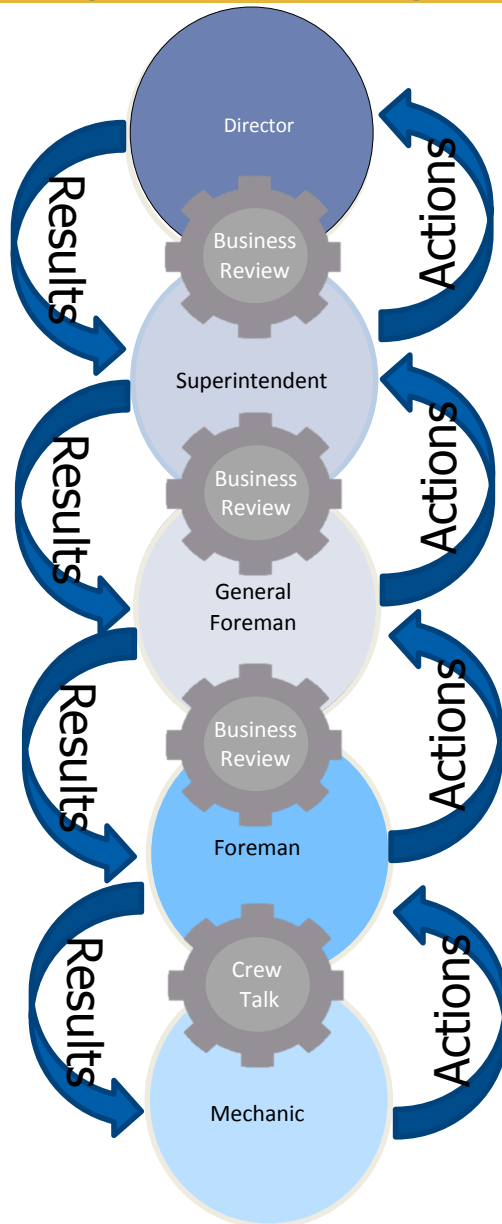 Director
Results
Actions
Business
Review
Superintendent
Results
Actions
Business
Review
General
Foreman
Results
Actions
Business
Review
Foreman
Results
Actions
Crew
Talk
Mechanic